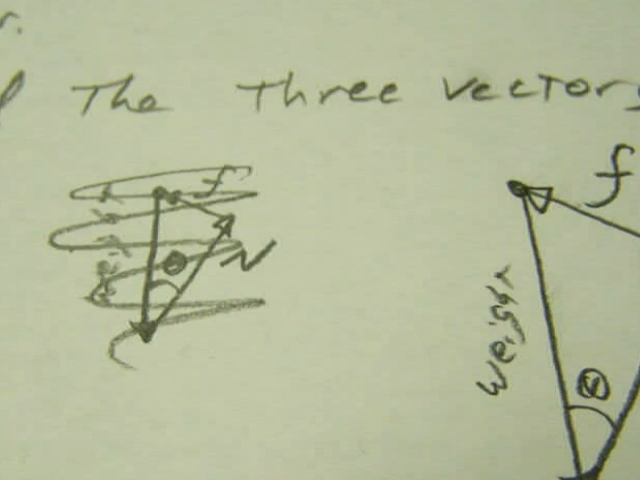 The Three vectors
f
f
θ
N
Weight
θ